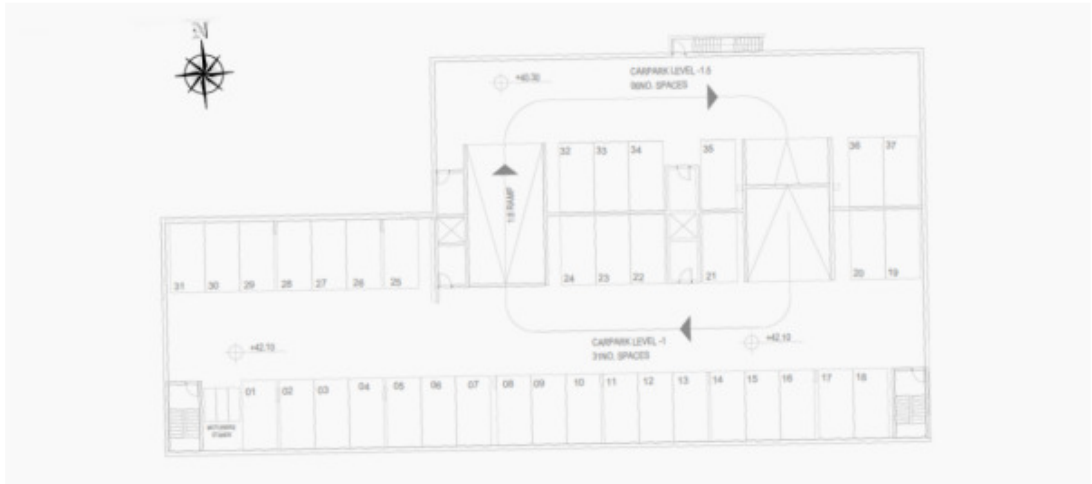 N
+40.30
CARPARK LEVEL -1.5
06NO. SPACES
32 33 34 35 36 37
1:8 RAMP
31 30 29 28 27 26 25 24 23 22 21 20 19
+42.10
CARPARK LEVEL -1
31NO. SPACES
+42.10
01 02 03 04 05 06 07 08 09 10 11 12 13 14 15 16 17 18